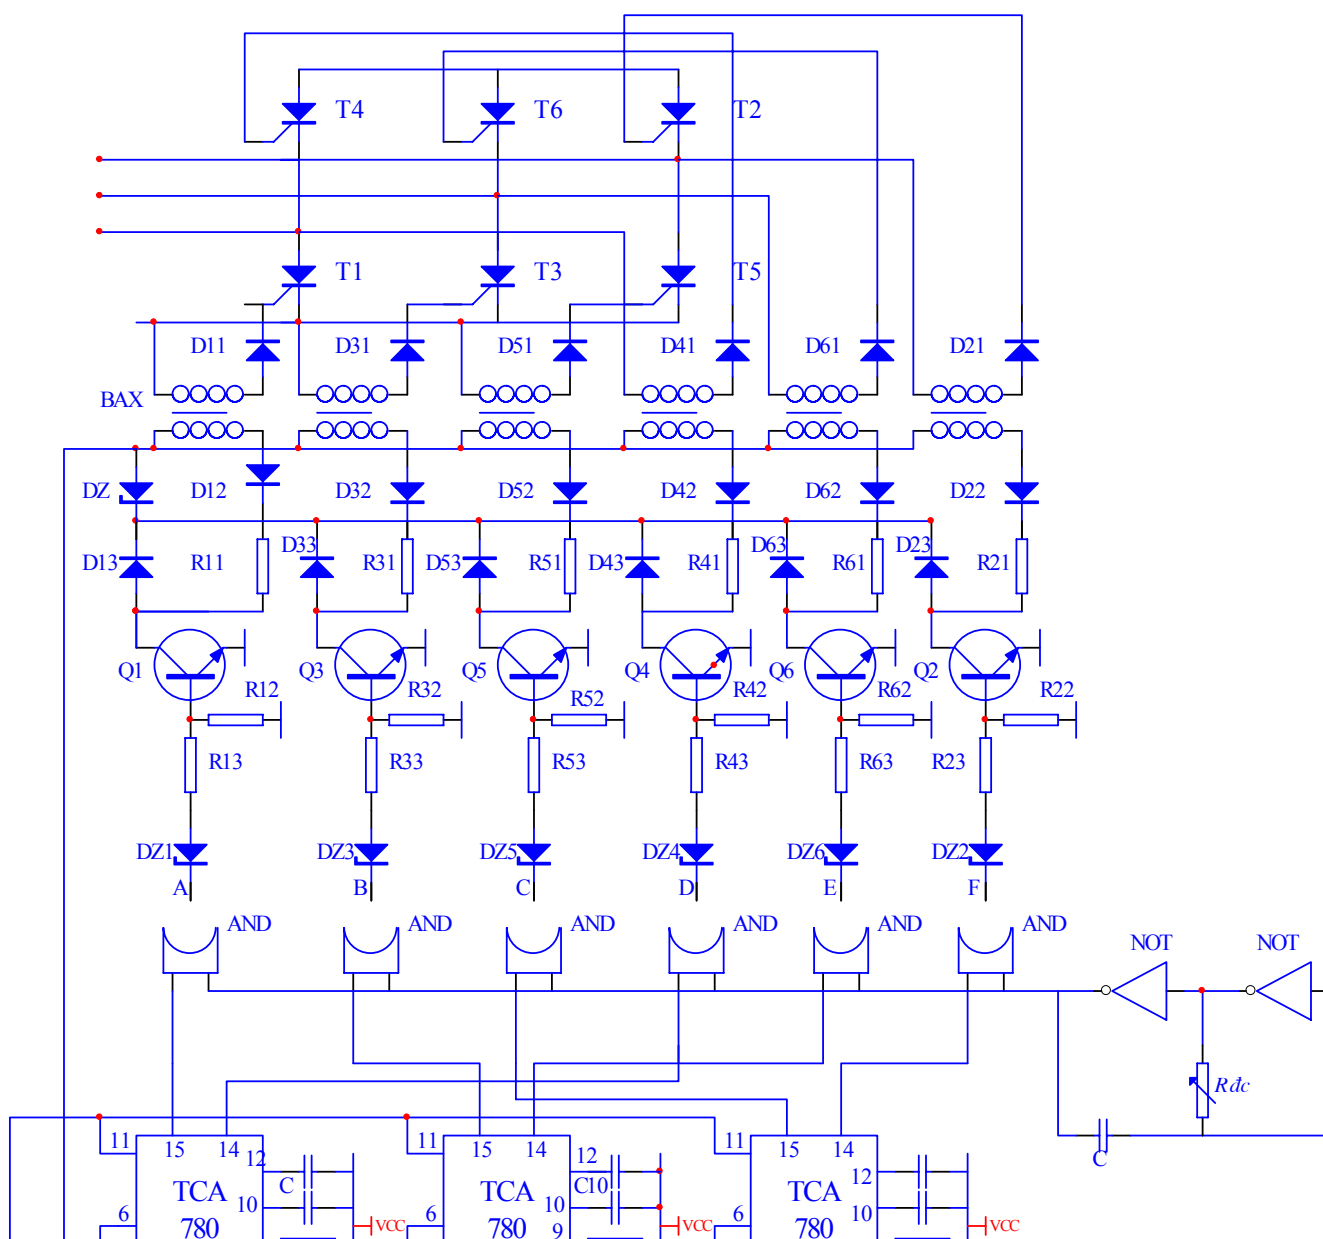 T4 T6 T2
T1 T3 T5
D11 D31 D51 D41 D61 D21
BAX
DZ D12 D32 D52 D42 D62 D22
D13 R11 D33 R31 D53 R51 D43 R41 D63 R61 D23 R21
Q1 Q3 Q5 Q4 Q6 Q2
R12 R32 R52 R42 R62 R22
R13 R33 R53 R43 R63 R23
DZ1 DZ3 DZ5 DZ4 DZ6 DZ2
A B C D E F
AND AND AND AND AND AND
NOT NOT
Rđc
11 15 14 11 15 14 11 15 14
C
12 12 12
C C10
TCA TCA TCA
10 10 10
6 780 VCC 6 780 9 VCC 6 780 VCC